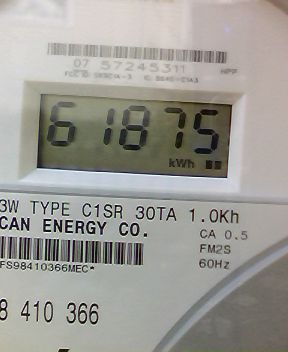 07 57245311
61875
kWh
3W TYPE C1SR 30TA 1.0Kh
CAN ENERGY CO.
CA 0.5
FM2S
60Hz
FS98410366MEC*
8 410 366